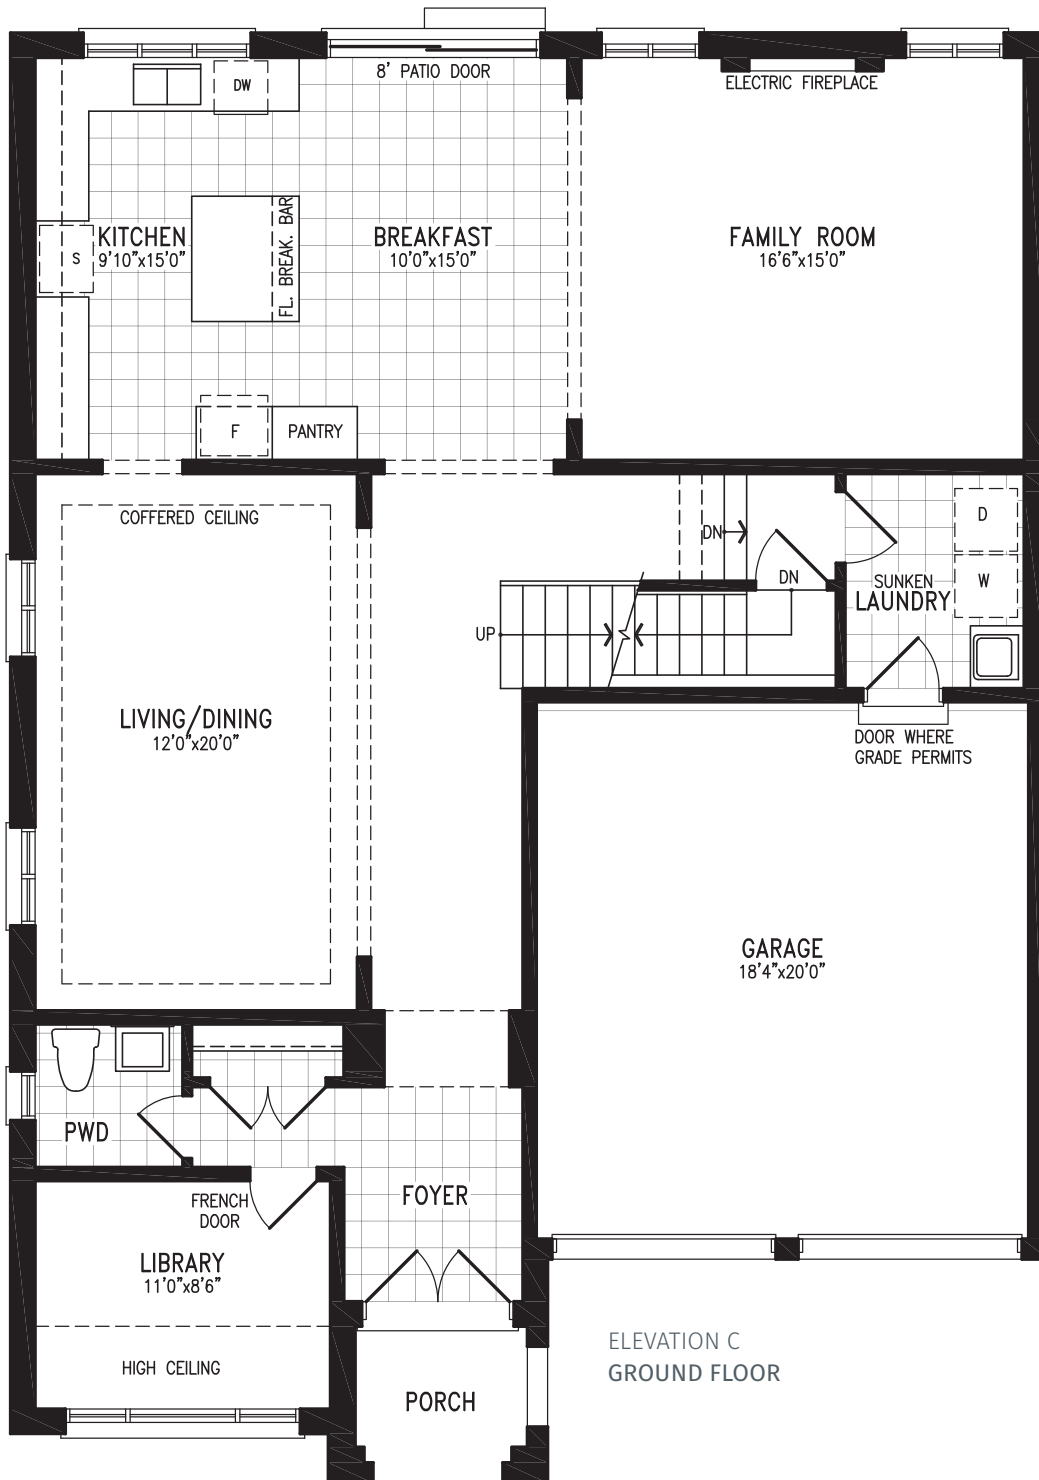 8' PATIO DOOR
DW
ELECTRIC FIREPLACE
KITCHEN
9'10"x15'0"
S
FL. BREAK. BAR
BREAKFAST
10'0"x15'0"
FAMILY ROOM
16'6"x15'0"
F
PANTRY
COFFERED CEILING
DN
DN
D
W
SUNKEN
LAUNDRY
UP
LIVING/DINING
12'0"x20'0"
DOOR WHERE
GRADE PERMITS
GARAGE
18'4"x20'0"
PWD
FOYER
FRENCH
DOOR
LIBRARY
11'0"x8'6"
HIGH CEILING
PORCH
ELEVATION C
GROUND FLOOR